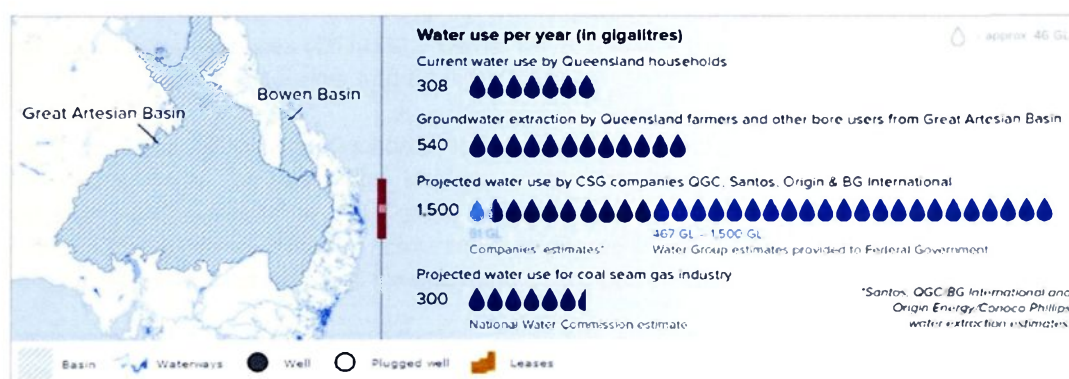 Water use per year (in gigalitres)
- approx. 46 GL
Current water use by Queensland households
308
Great Artesian Basin
Bowen Basin
Groundwater extraction by Queensland farmers and other bore users from Great Artesian Basin
540
Projected water use by CSG companies QGC, Santos, Origin & BG International
1,500
81 GL
467 GL - 1,500 GL
Companies' estimates*
Water Group estimates provided to Federal Government
Projected water use for coal seam gas industry
300
National Water Commission estimate
*Santos, QGC/BG International and
Origin Energy/Conoco Phillips
water extraction estimates
Basin
Waterways
Well
Plugged well
Leases